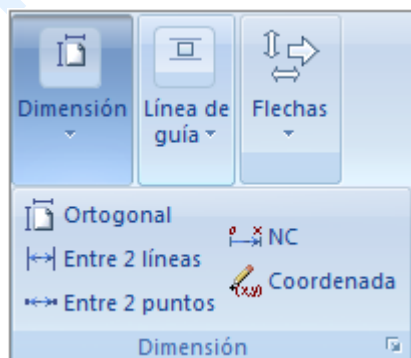 Dimensión
Línea de
guía
Flechas
Ortogonal
Entre 2 líneas
Entre 2 puntos
NC
(x,y) Coordenada
Dimensión